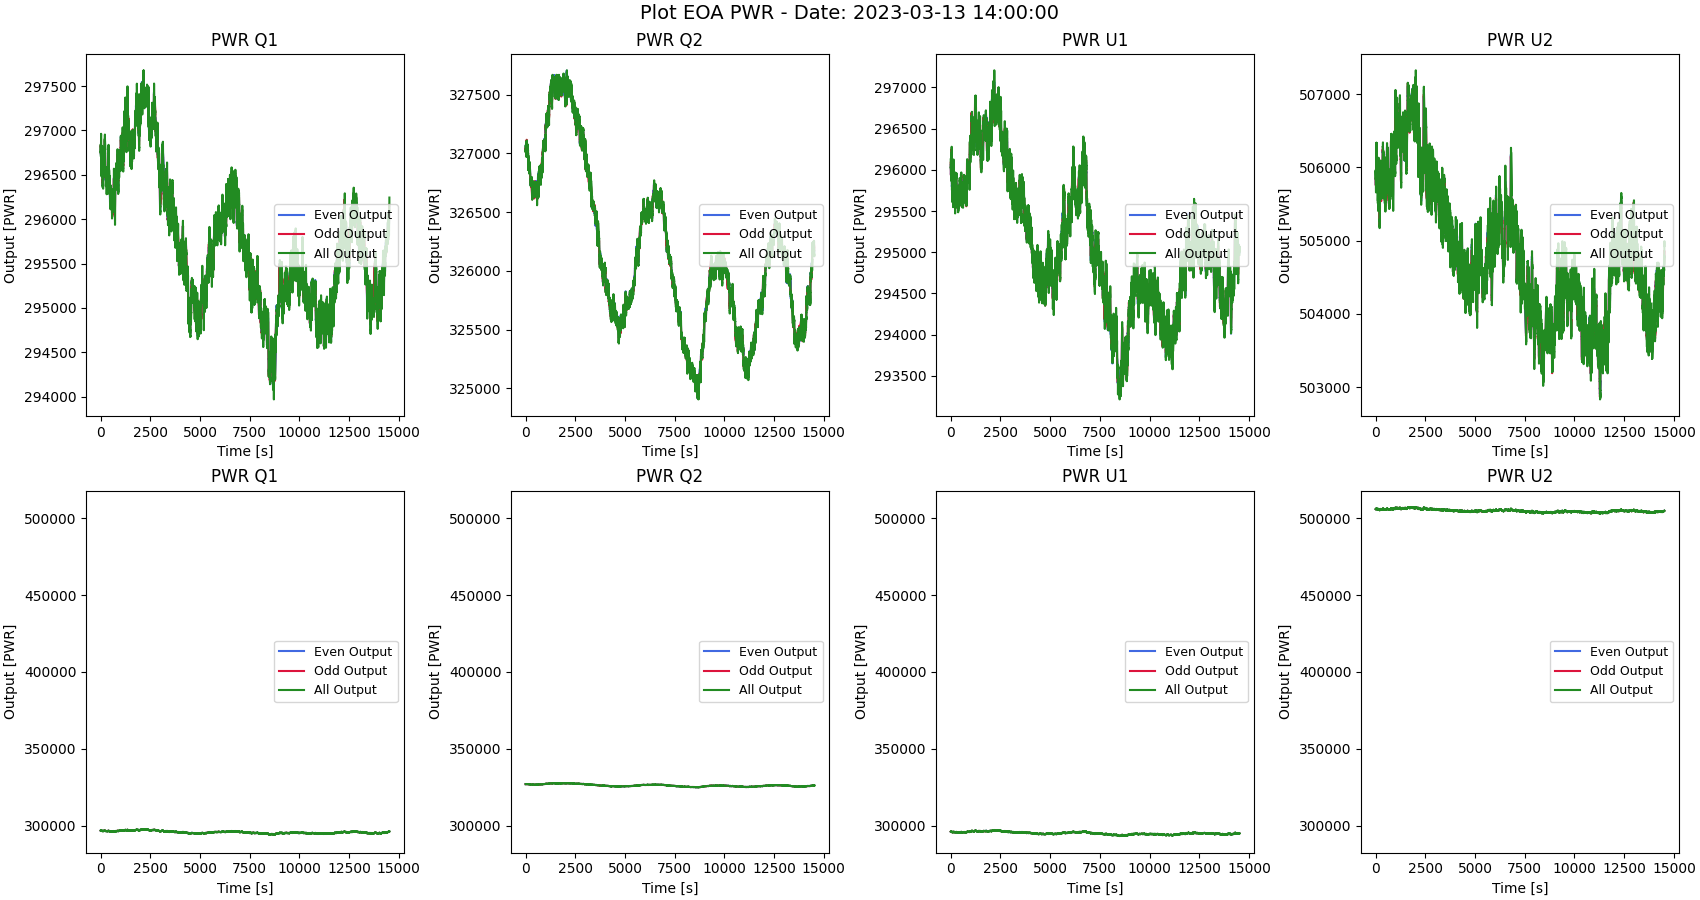 Plot EOA PWR - Date: 2023-03-13 14:00:00
PWR Q1
Output [PWR]
297500
297000
296500
296000
295500
295000
294500
294000
0 2500 5000 7500 10000 12500 15000
Time [s]
Even Output
Odd Output
All Output
PWR Q2
Output [PWR]
327500
327000
326500
326000
325500
325000
0 2500 5000 7500 10000 12500 15000
Time [s]
Even Output
Odd Output
All Output
PWR U1
Output [PWR]
297000
296500
296000
295500
295000
294500
294000
293500
0 2500 5000 7500 10000 12500 15000
Time [s]
Even Output
Odd Output
All Output
PWR U2
Output [PWR]
507000
506000
505000
504000
503000
0 2500 5000 7500 10000 12500 15000
Time [s]
Even Output
Odd Output
All Output
PWR Q1
Output [PWR]
500000
450000
400000
350000
300000
0 2500 5000 7500 10000 12500 15000
Time [s]
Even Output
Odd Output
All Output
PWR Q2
Output [PWR]
500000
450000
400000
350000
300000
0 2500 5000 7500 10000 12500 15000
Time [s]
Even Output
Odd Output
All Output
PWR U1
Output [PWR]
500000
450000
400000
350000
300000
0 2500 5000 7500 10000 12500 15000
Time [s]
Even Output
Odd Output
All Output
PWR U2
Output [PWR]
500000
450000
400000
350000
300000
0 2500 5000 7500 10000 12500 15000
Time [s]
Even Output
Odd Output
All Output